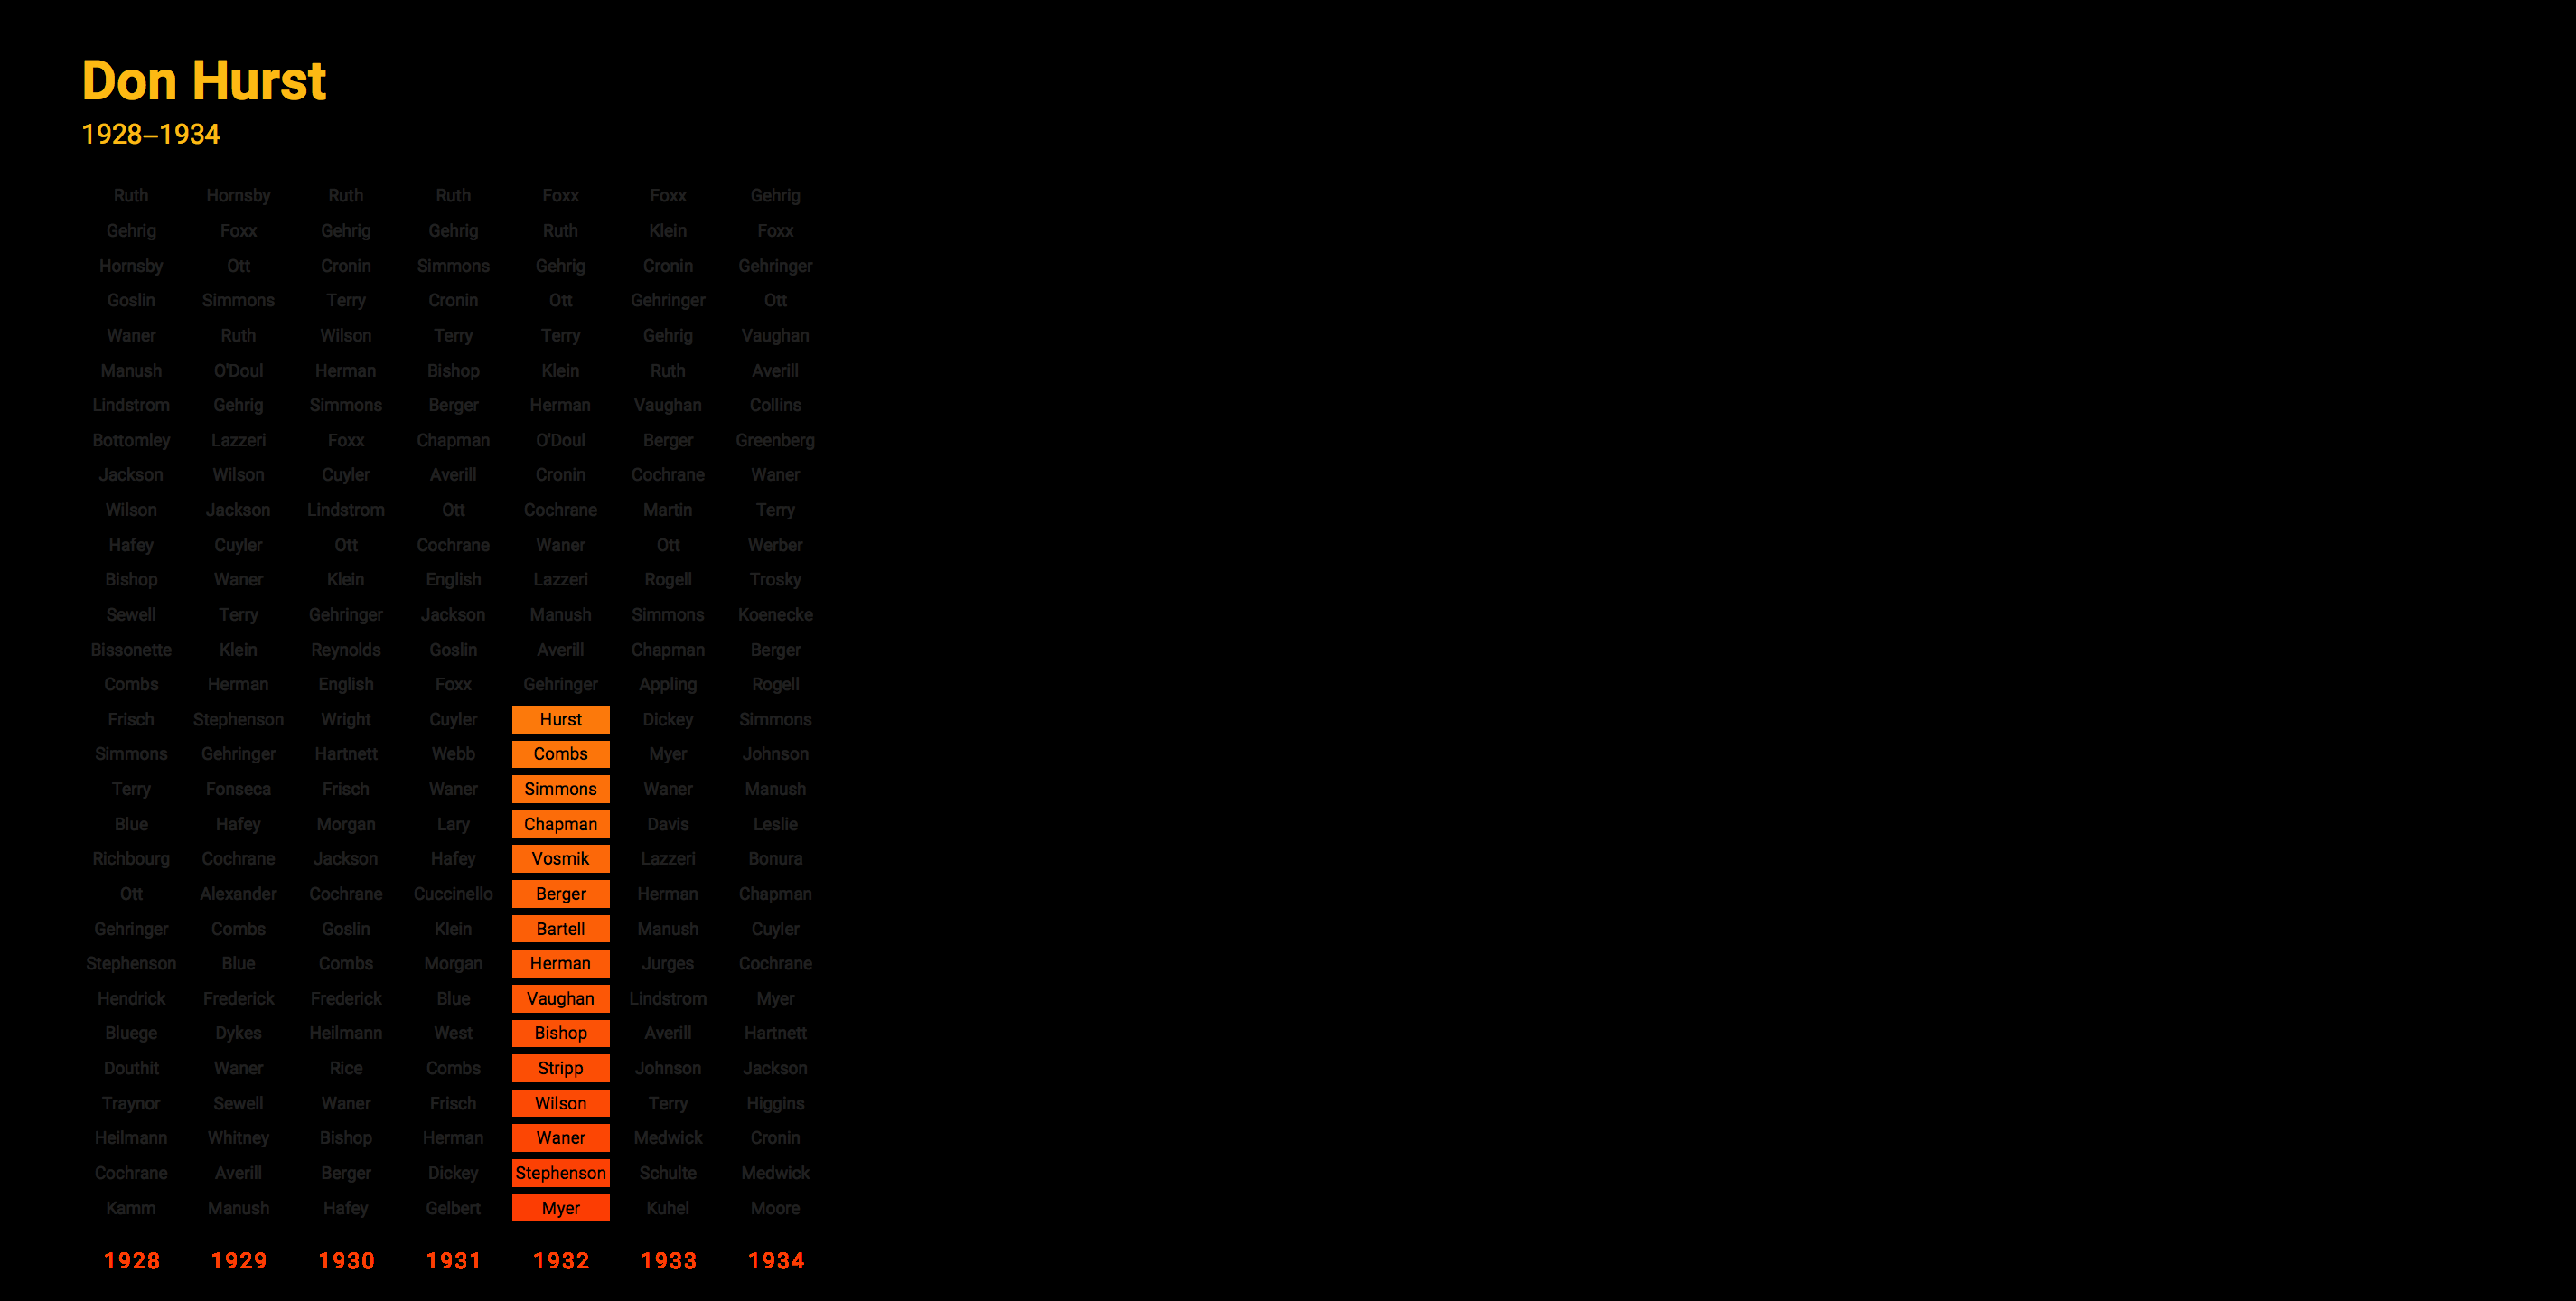 Don Hurst
1928–1934
Ruth Hornsby Ruth Ruth Foxx Foxx Gehrig
Gehrig Foxx Gehrig Gehrig Ruth Klein Foxx
Hornsby Ott Cronin Simmons Gehrig Cronin Gehringer
Goslin Simmons Terry Cronin Ott Gehringer Ott
Waner Ruth Wilson Terry Terry Gehrig Vaughan
Manush O'Doul Herman Bishop Klein Ruth Averill
Lindstrom Gehrig Simmons Berger Herman Vaughan Collins
Bottomley Lazzeri Foxx Chapman O'Doul Berger Greenberg
Jackson Wilson Cuyler Averill Cronin Cochrane Waner
Wilson Jackson Lindstrom Ott Cochrane Martin Terry
Hafey Cuyler Ott Cochrane Waner Ott Werber
Bishop Waner Klein English Lazzeri Rogell Trosky
Sewell Terry Gehringer Jackson Manush Simmons Koenecke
Bissonette Klein Reynolds Goslin Averill Chapman Berger
Combs Herman English Foxx Gehringer Appling Rogell
Frisch Stephenson Wright Cuyler Hurst Dickey Simmons
Simmons Gehringer Hartnett Webb Combs Myer Johnson
Terry Fonseca Frisch Waner Simmons Waner Manush
Blue Hafey Morgan Lary Chapman Davis Leslie
Richbourg Cochrane Jackson Hafey Vosmik Lazzeri Bonura
Ott Alexander Cochrane Cuccinello Berger Herman Chapman
Gehringer Combs Goslin Klein Bartell Manush Cuyler
Stephenson Blue Combs Morgan Herman Jurges Cochrane
Hendrick Frederick Frederick Blue Vaughan Lindstrom Myer
Bluege Dykes Heilmann West Bishop Averill Hartnett
Douthit Waner Rice Combs Stripp Johnson Jackson
Traynor Sewell Waner Frisch Wilson Terry Higgins
Heilmann Whitney Bishop Herman Waner Medwick Cronin
Cochrane Averill Berger Dickey Stephenson Schulte Medwick
Kamm Manush Hafey Gelbert Myer Kuhel Moore
1928 1929 1930 1931 1932 1933 1934